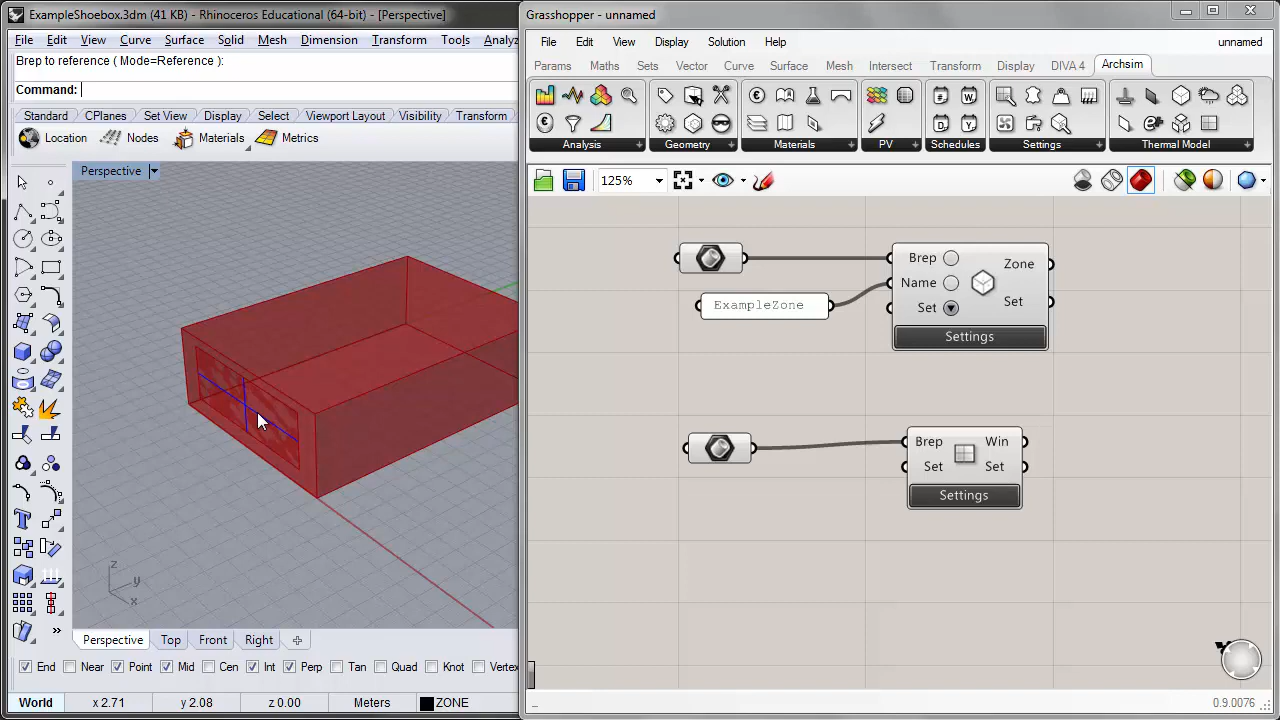 ExampleShoebox.3dm (41 KB) - Rhinoceros Educational (64-bit) - [Perspective]
File Edit View Curve Surface Solid Mesh Dimension Transform Tools Analyz
Brep to reference ( Mode=Reference ):
Command:
Standard CPlanes Set View Display Select Viewport Layout Visibility Transform
Location Nodes Materials Metrics
Perspective
z
y
x
Perspective Top Front Right
End Near Point Mid Cen Int Perp Tan Quad Knot Vertex
World x 2.71 y 2.08 z 0.00 Meters ZONE
Grasshopper - unnamed
File Edit View Display Solution Help unnamed
Params Maths Sets Vector Curve Surface Mesh Intersect Transform Display DIVA 4 Archsim
Analysis Geometry Materials PV Schedules Settings Thermal Model
125%
Brep
Name
Set
Zone
Set
Settings
ExampleZone
Brep Win
Set Set
Settings
0.9.0076